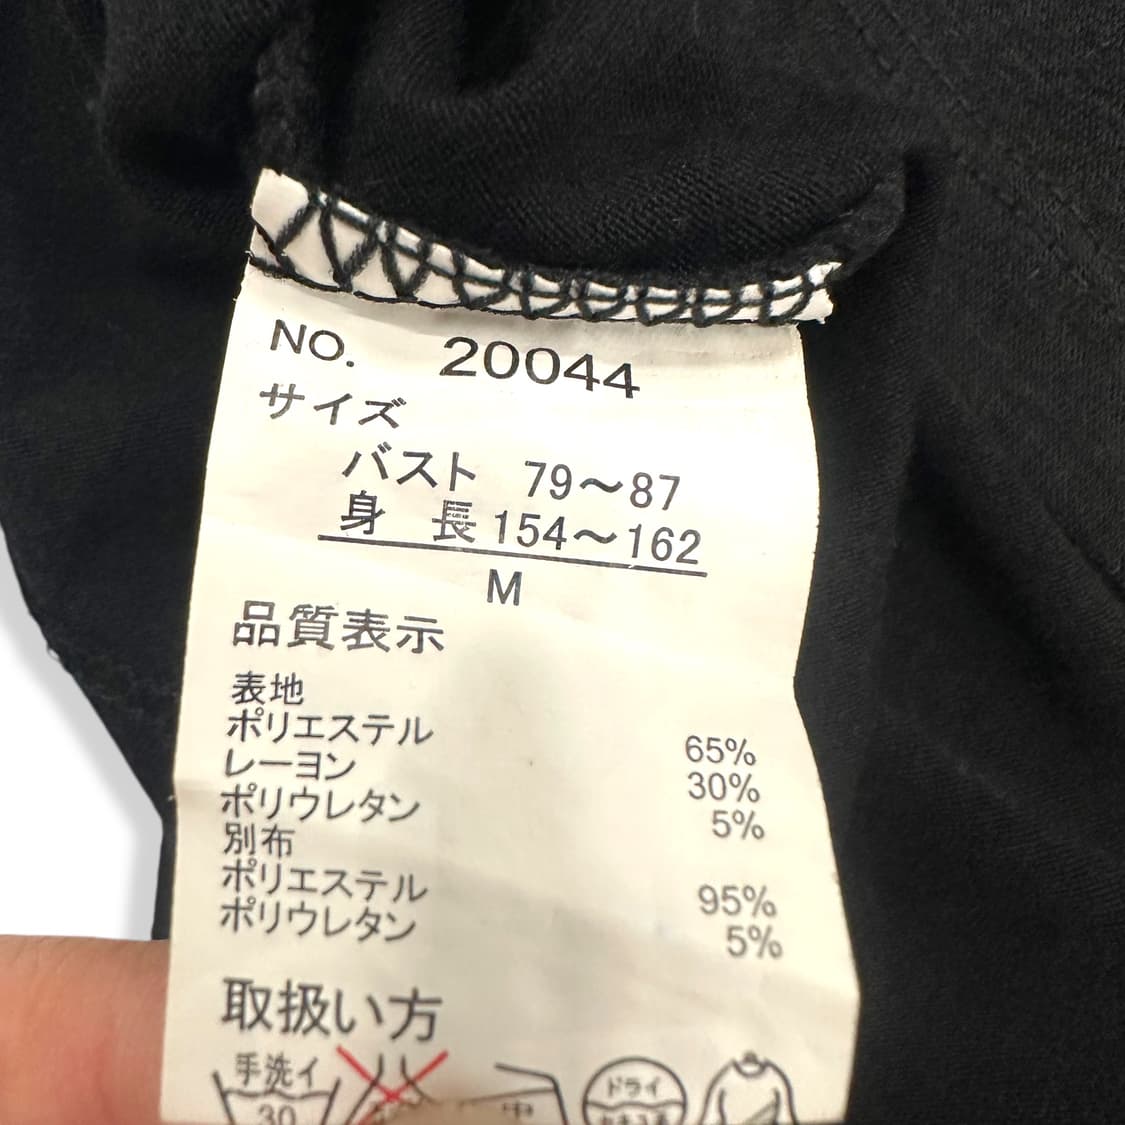 NO. 20044
サイズ
バスト 79～87
身 長 154～162
M
品質表示
表地
ポリエステル 65%
レーヨン 30%
ポリウレタン 5%
別布
ポリエステル 95%
ポリウレタン 5%
取扱い方
手洗イ
30
中
ドライ